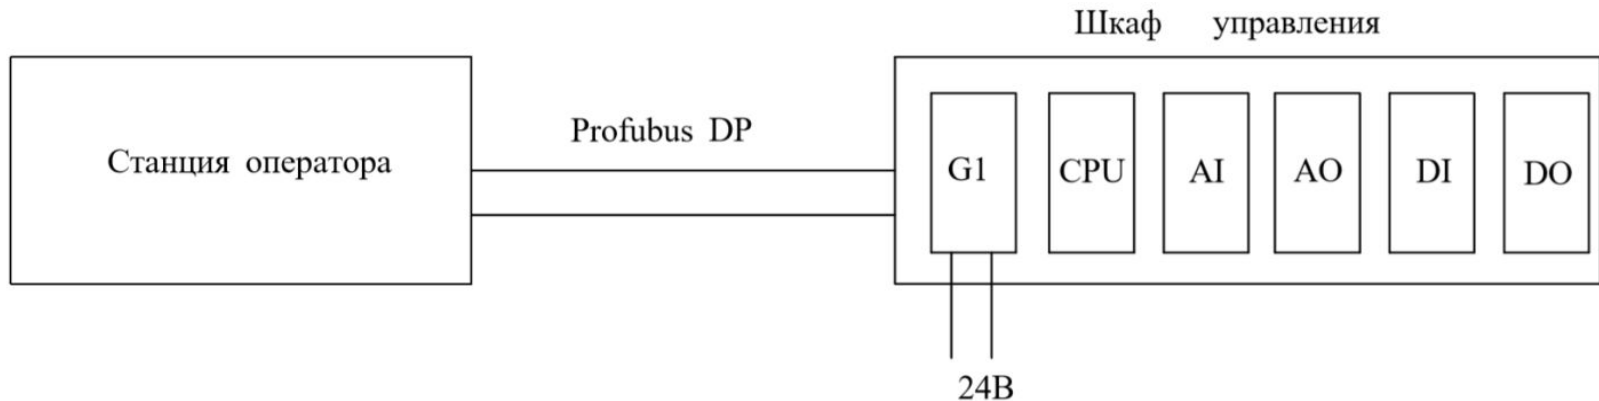 Шкаф управления
Profubus DP
Станция оператора
G1
CPU
AI
AO
DI
DO
24В